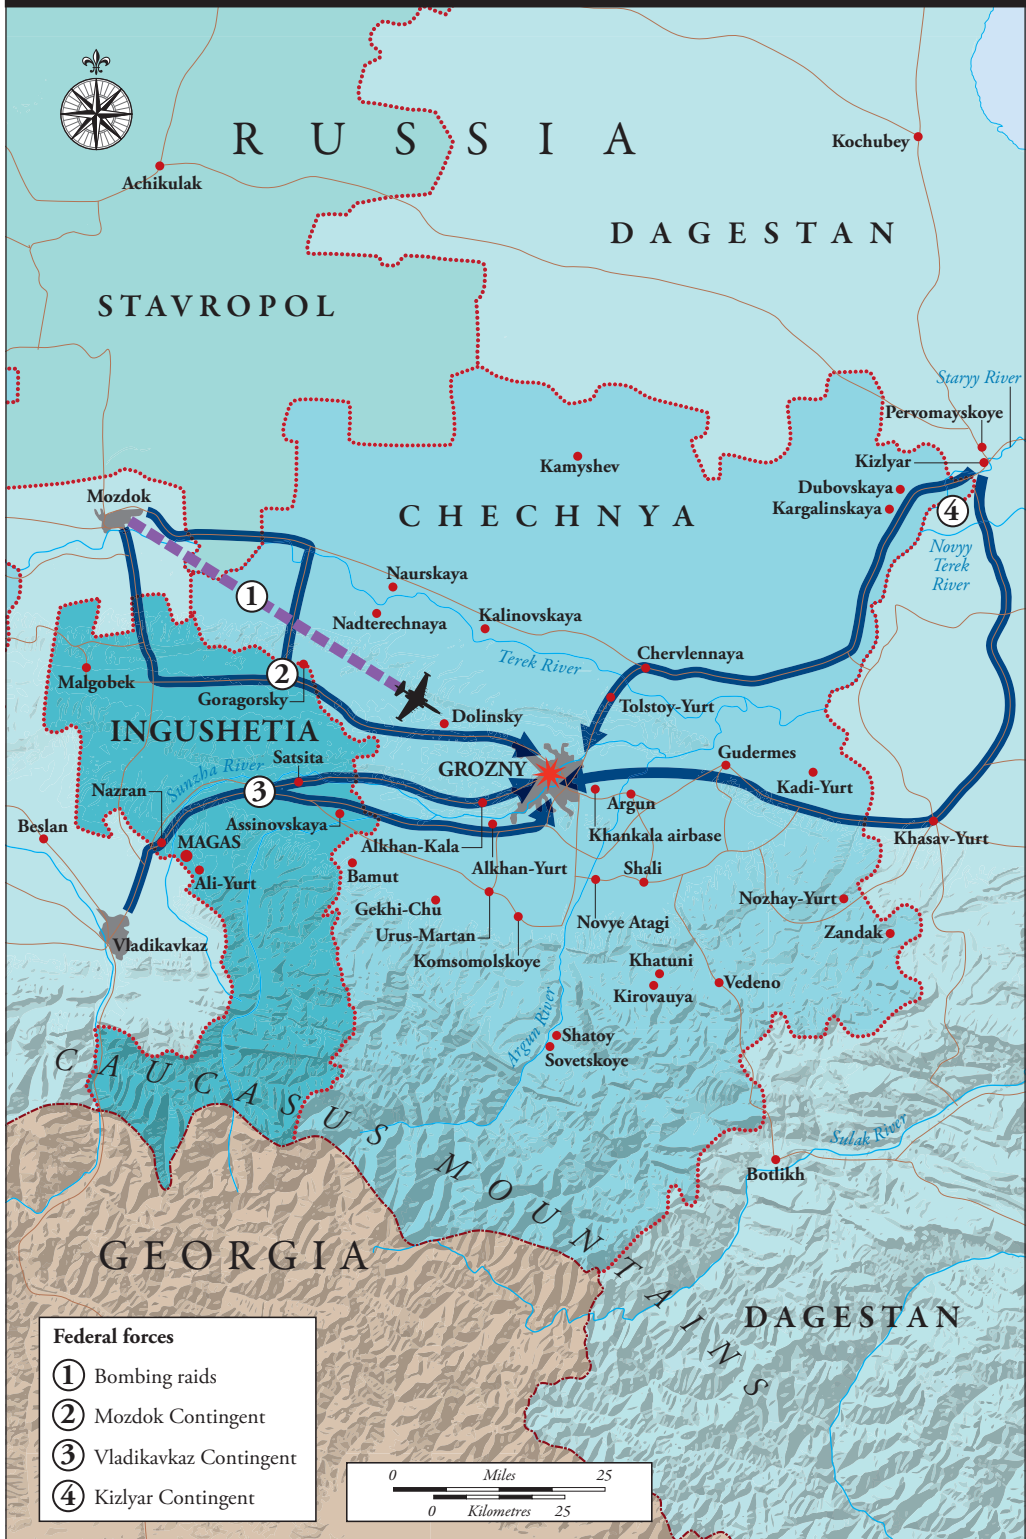 RUSSIA
Kochubey
Achikulak
DAGESTAN
STAVROPOL
Staryy River
Pervomayskoye
Kizlyar
Kamyshev
Dubovskaya
Mozdok
Kargalinskaya
4
CHECHNYA
Novyy
Terek
River
Naurskaya
1
Nadterechnaya
Kalinovskaya
Terek River
Chervlennaya
2
Malgobek
Goragorsky
Tolstoy-Yurt
Dolinsky
INGUSHETIA
Satsita
Gudermes
GROZNY
Sunzha River
Nazran
3
Kadi-Yurt
Argun
Beslan
Assinovskaya
Khankala airbase
Khasav-Yurt
MAGAS
Alkhan-Kala
Alkhan-Yurt
Shali
Bamut
Ali-Yurt
Nozhay-Yurt
Gekhi-Chu
Novye Atagi
Urus-Martan
Zandak
Vladikavkaz
Komsomolskoye
Khatuni
Vedeno
Kirovauya
Argun River
Shatoy
Sovetskoye
CAUCASUS MOUNTAINS
Sulak River
Botlikh
GEORGIA
DAGESTAN
Federal forces
1 Bombing raids
2 Mozdok Contingent
3 Vladikavkaz Contingent
4 Kizlyar Contingent
0 Miles 25
0 Kilometres 25